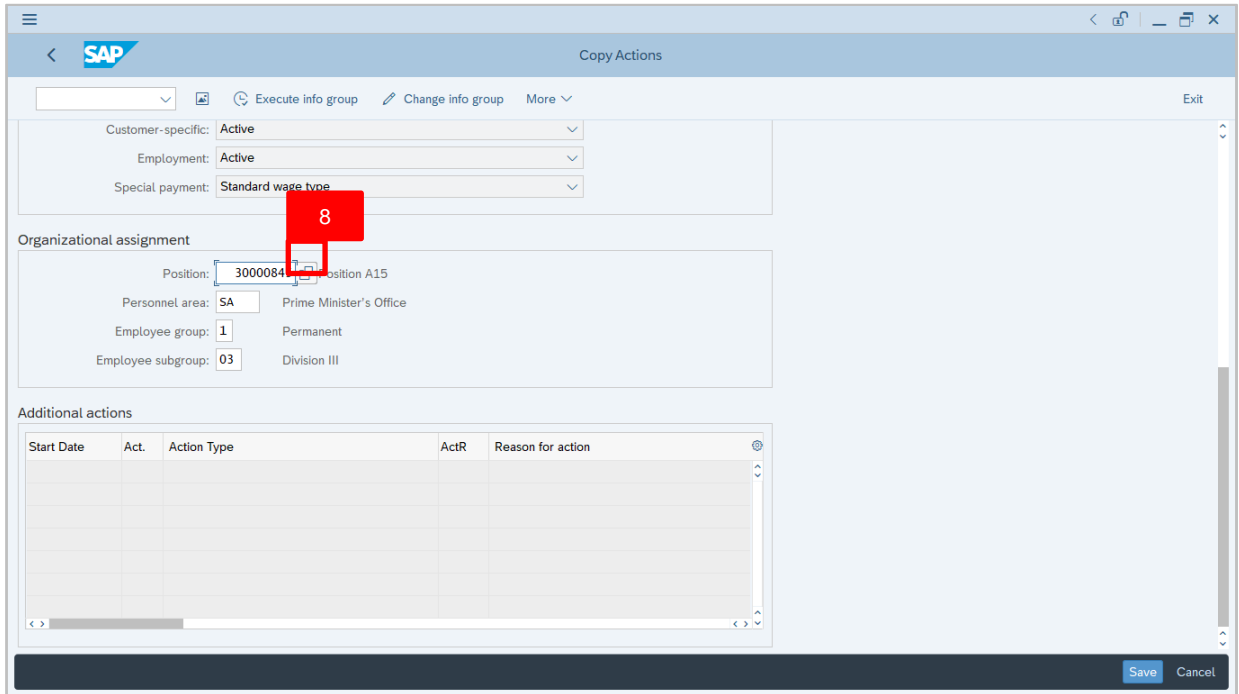 SAP
Copy Actions
Execute info group Change info group More Exit
Customer-specific: Active
Employment: Active
Special payment: Standard wage type
8
Organizational assignment
Position: Position A15
Personnel area: SA Prime Minister's Office
Employee group: 1 Permanent
Employee subgroup: 03 Division III
Additional actions
Start Date Act. Action Type ActR Reason for action
Save Cancel